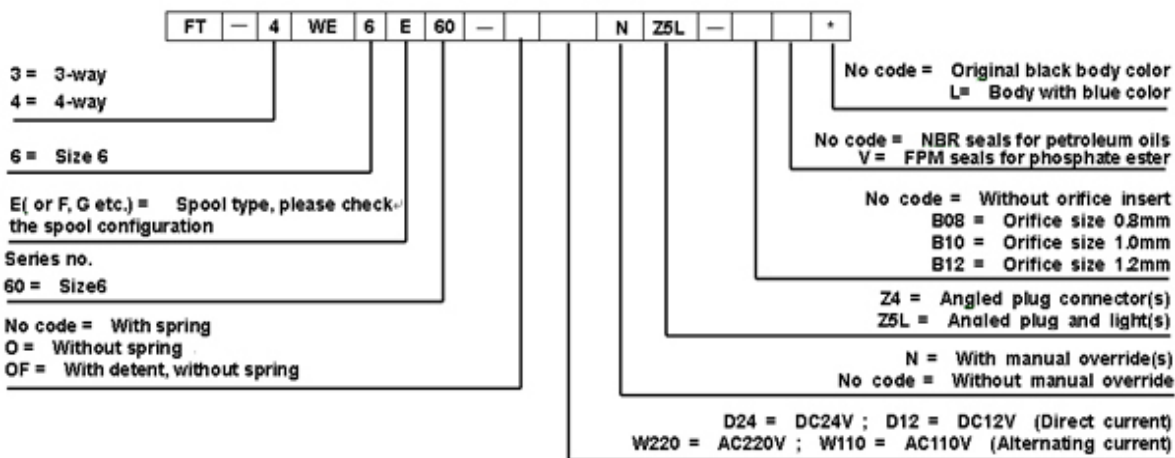 FT — 4 WE 6 E 60 — N Z5L — *
3 = 3-way
4 = 4-way
6 = Size 6
E( or F, G etc.) = Spool type, please check↵
the spool configuration
Series no.
60 = Size6
No code = With spring
O = Without spring
OF = With detent, without spring
No code = Original black body color
L= Body with blue color
No code = NBR seals for petroleum oils
V = FPM seals for phosphate ester
No code = Without orifice insert
B08 = Orifice size 0.8mm
B10 = Orifice size 1.0mm
B12 = Orifice size 1.2mm
Z4 = Angled plug connector(s)
Z5L = Angled plug and light(s)
N = With manual override(s)
No code = Without manual override
D24 = DC24V ; D12 = DC12V (Direct current)
W220 = AC220V ; W110 = AC110V (Alternating current)